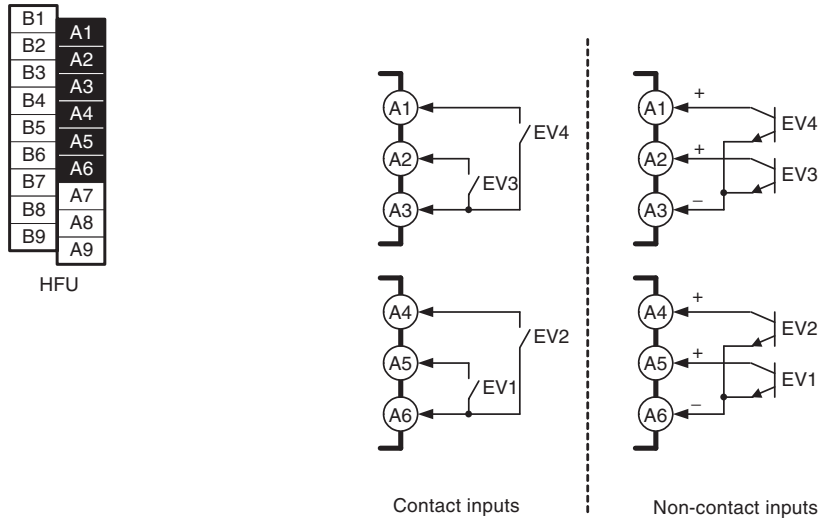 B1
B2
B3
B4
B5
B6
B7
B8
B9
A1
A2
A3
A4
A5
A6
A7
A8
A9
HFU
A1
A2
A3
EV4
EV3
A4
A5
A6
EV2
EV1
Contact inputs
A1
+
A2
+
A3
–
EV4
EV3
A4
+
A5
+
A6
–
EV2
EV1
Non-contact inputs